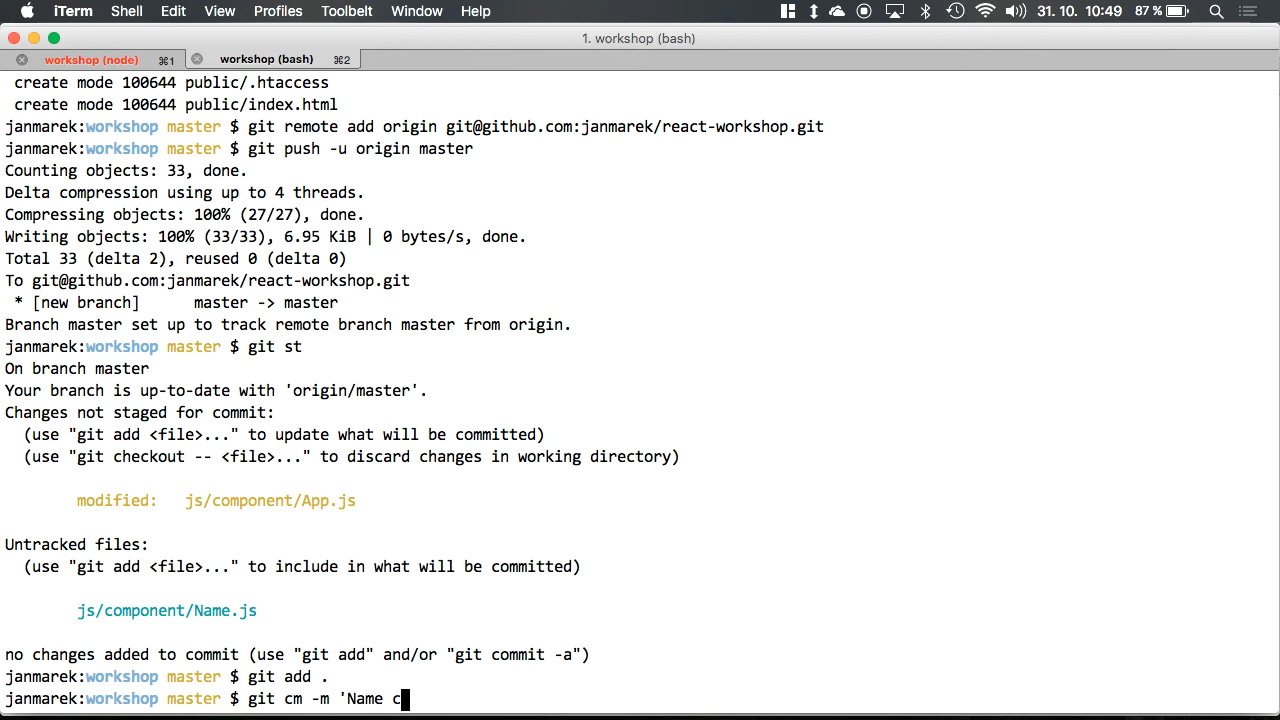 iTerm Shell Edit View Profiles Toolbelt Window Help 31. 10. 10:49 87 %
1. workshop (bash)
workshop (node) ⌘1 workshop (bash) ⌘2
create mode 100644 public/.htaccess
create mode 100644 public/index.html
janmarek:workshop master $ git remote add origin git@github.com:janmarek/react-workshop.git
janmarek:workshop master $ git push -u origin master
Counting objects: 33, done.
Delta compression using up to 4 threads.
Compressing objects: 100% (27/27), done.
Writing objects: 100% (33/33), 6.95 KiB | 0 bytes/s, done.
Total 33 (delta 2), reused 0 (delta 0)
To git@github.com:janmarek/react-workshop.git
* [new branch]      master -> master
Branch master set up to track remote branch master from origin.
janmarek:workshop master $ git st
On branch master
Your branch is up-to-date with 'origin/master'.
Changes not staged for commit:
(use "git add <file>..." to update what will be committed)
(use "git checkout -- <file>..." to discard changes in working directory)
modified:   js/component/App.js
Untracked files:
(use "git add <file>..." to include in what will be committed)
js/component/Name.js
no changes added to commit (use "git add" and/or "git commit -a")
janmarek:workshop master $ git add .
janmarek:workshop master $ git cm -m 'Name c